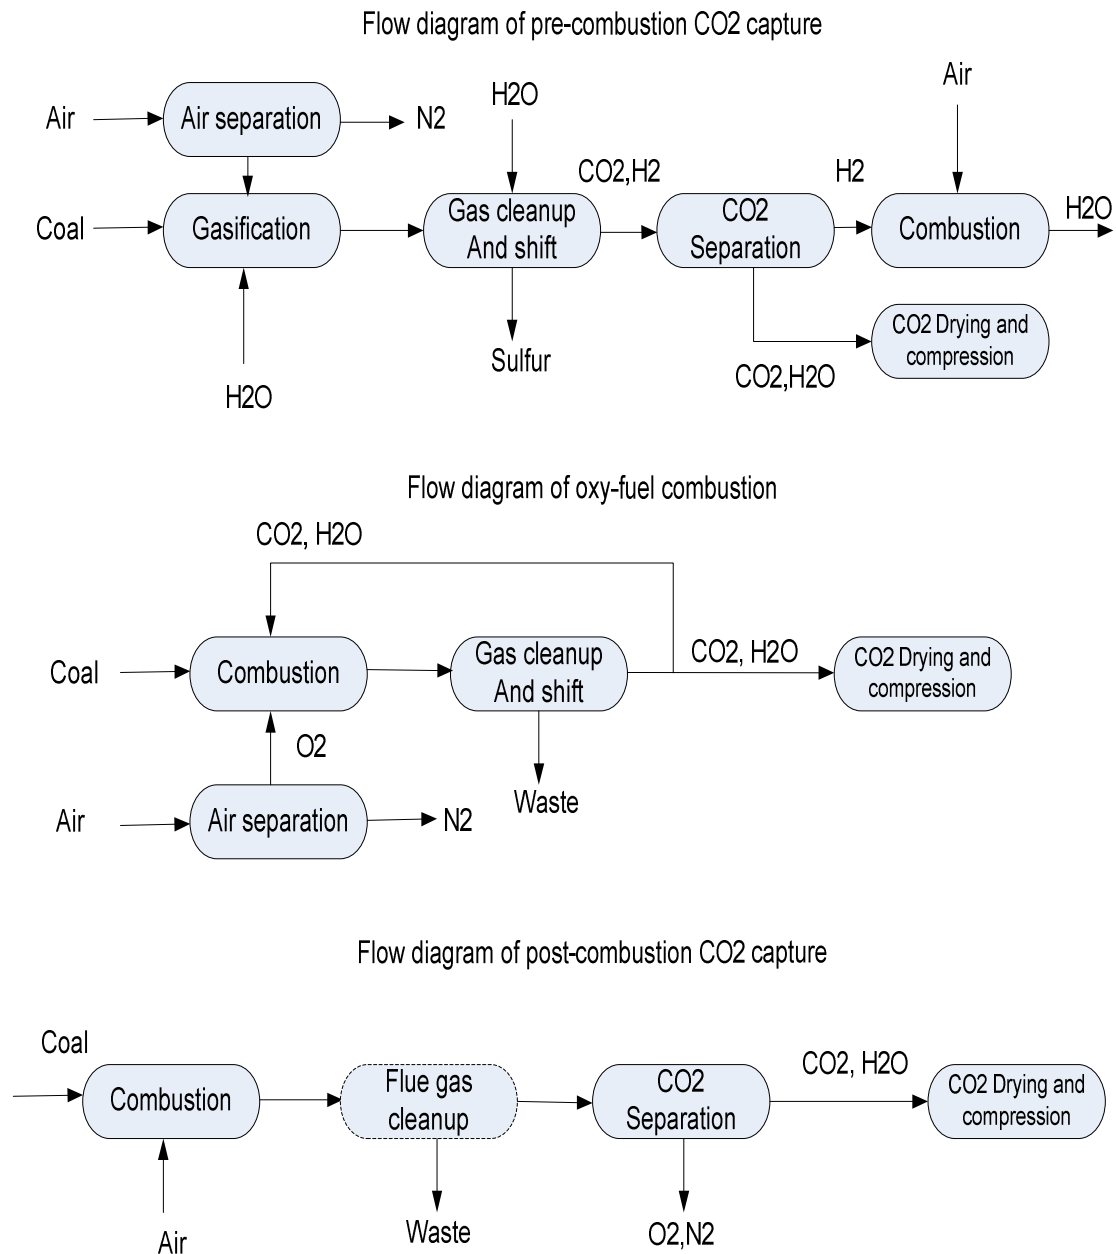 Flow diagram of pre-combustion CO2 capture
Air
Air separation
N2
H2O
Air
Coal
Gasification
Gas cleanup
And shift
CO2,H2
CO2
Separation
H2
Combustion
H2O
H2O
Sulfur
CO2,H2O
CO2 Drying and
compression
Flow diagram of oxy-fuel combustion
CO2, H2O
Coal
Combustion
Gas cleanup
And shift
CO2, H2O
CO2 Drying and
compression
O2
Waste
Air
Air separation
N2
Flow diagram of post-combustion CO2 capture
Coal
Combustion
Flue gas
cleanup
CO2
Separation
CO2, H2O
CO2 Drying and
compression
Air
Waste
O2,N2